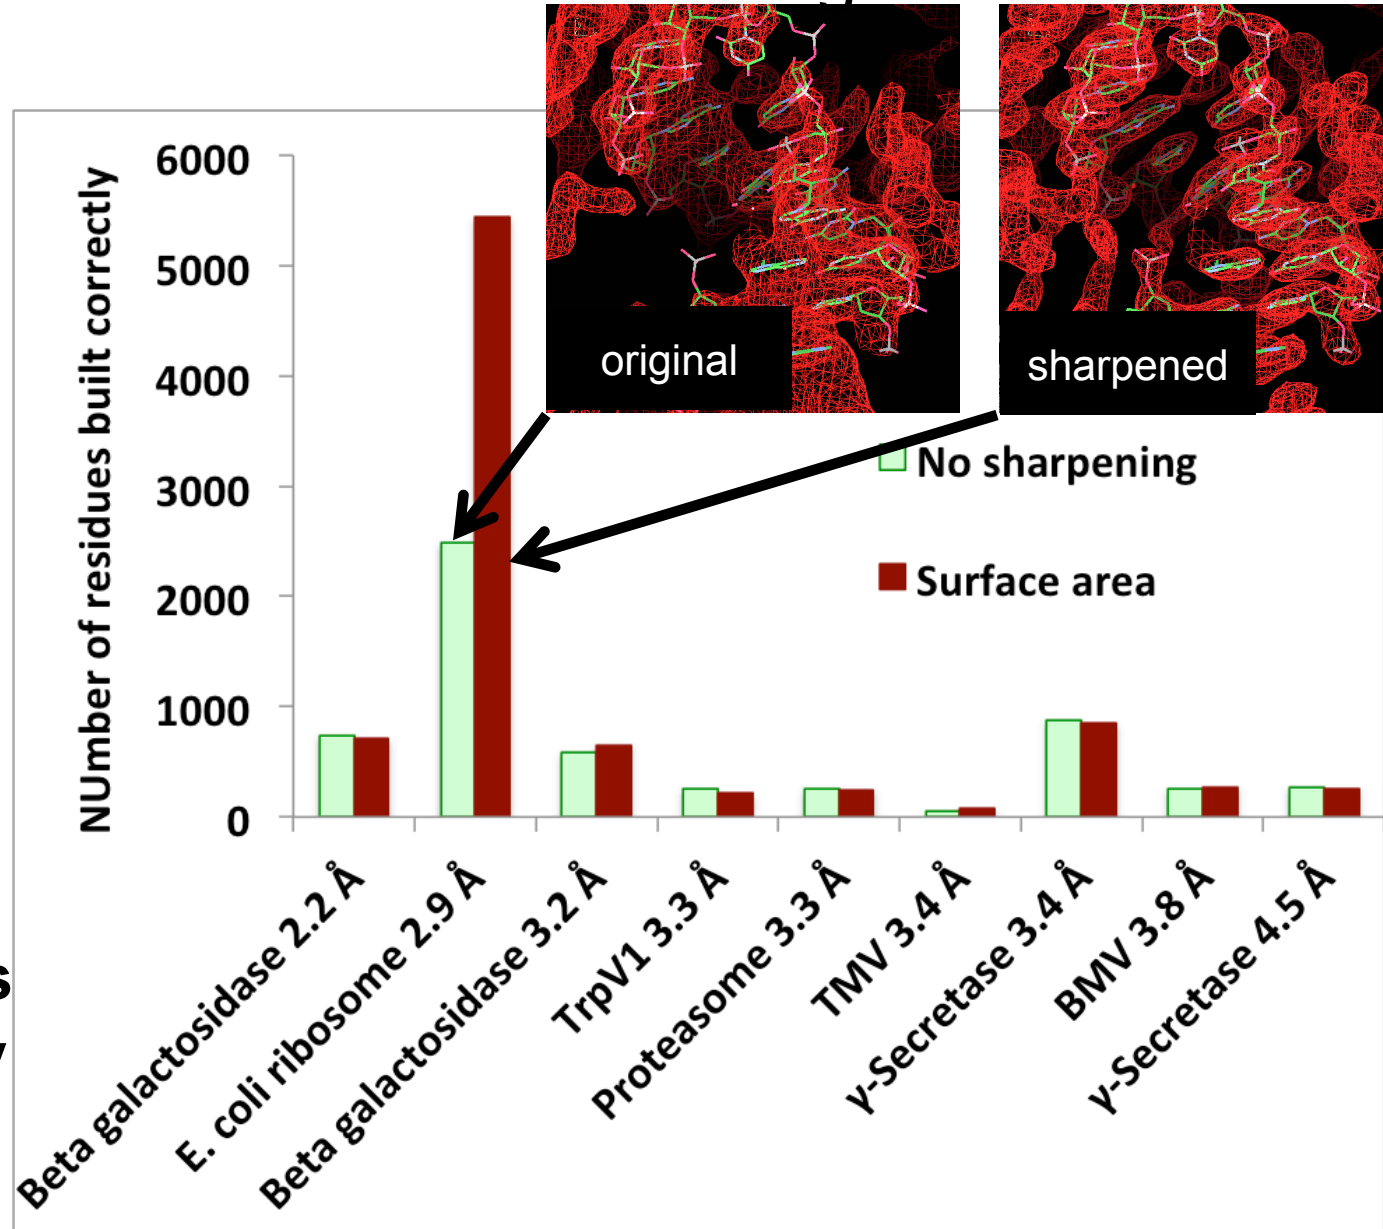 original
sharpened
NUmber of residues built correctly
6000
5000
4000
3000
2000
1000
0
No sharpening
Surface area
Beta galactosidase 2.2 Å
E. coli ribosome 2.9 Å
Beta galactosidase 3.2 Å
TrpV1 3.3 Å
Proteasome 3.3 Å
TMV 3.4 Å
γ-Secretase 3.4 Å
BMV 3.8 Å
γ-Secretase 4.5 Å